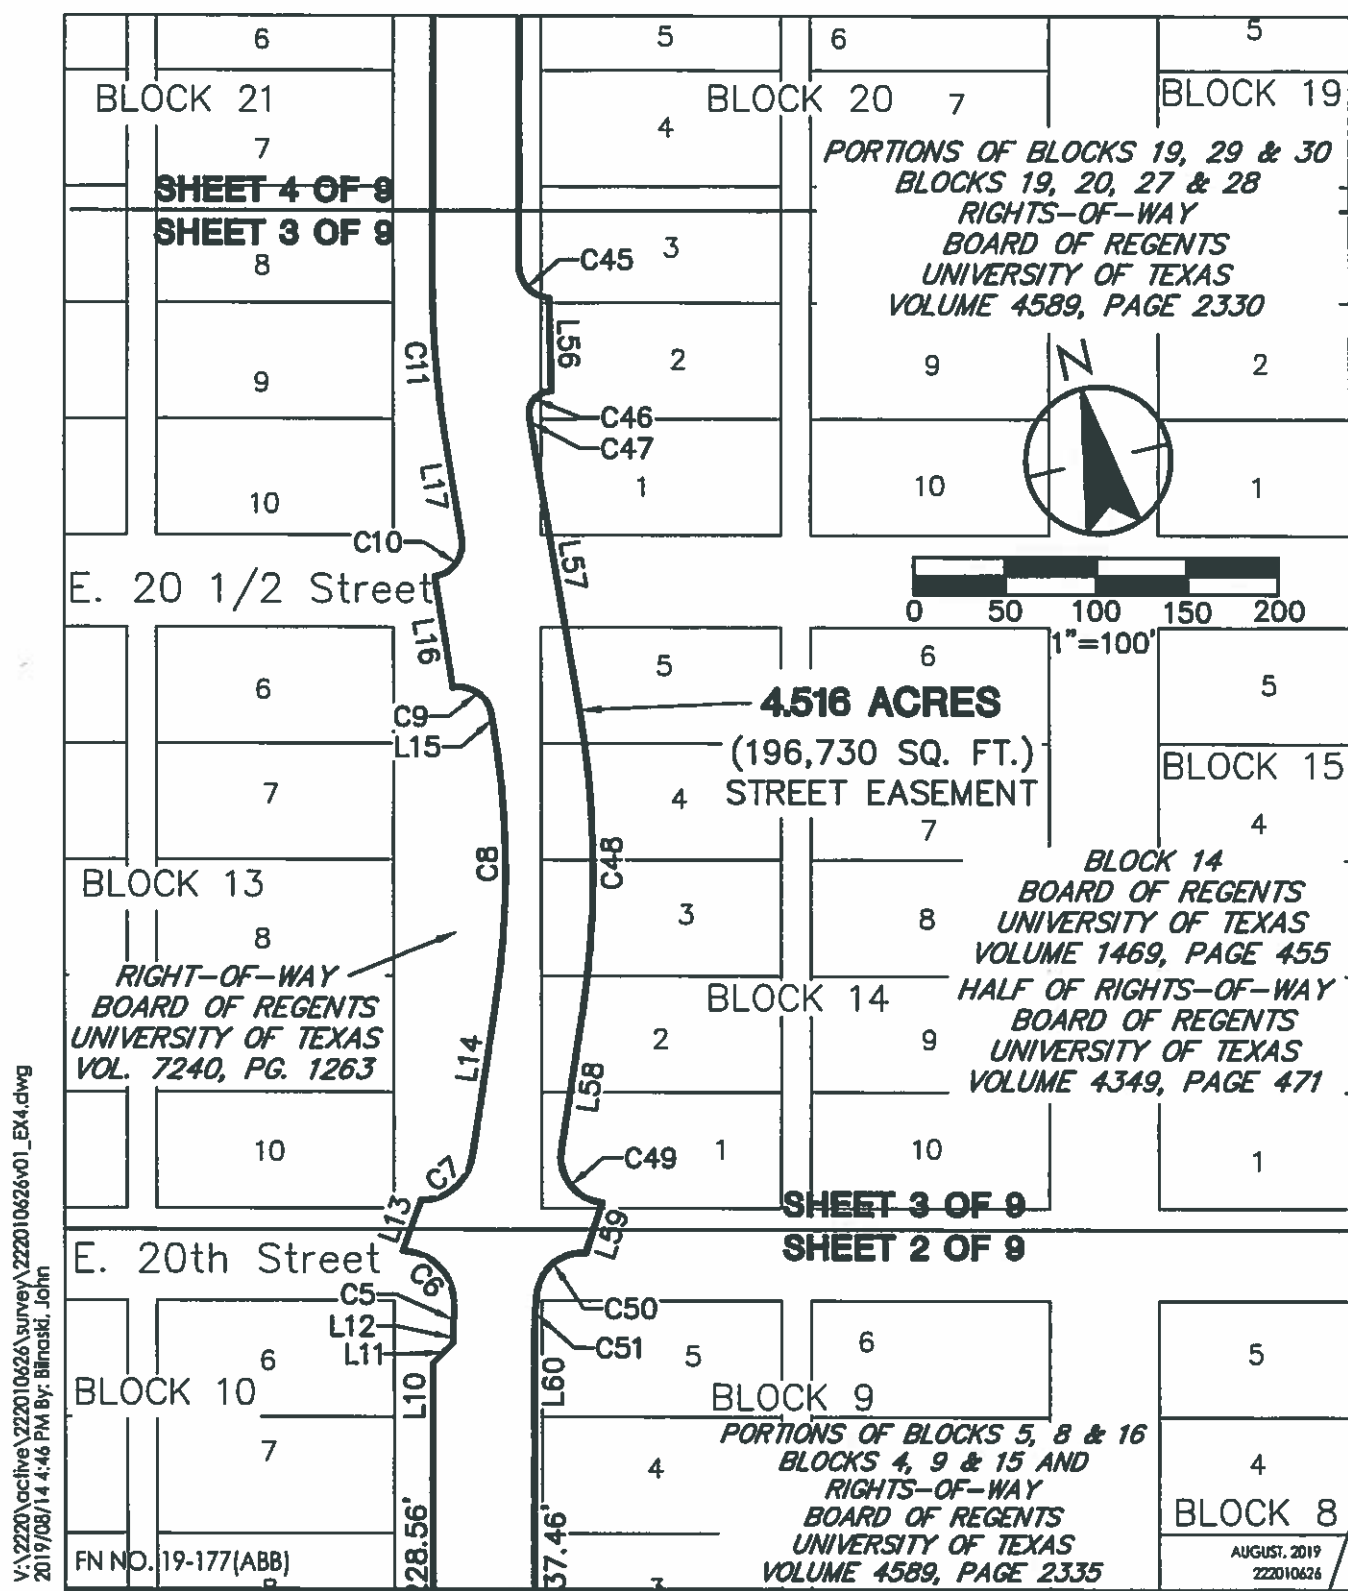 6
5
6
5
BLOCK 21
BLOCK 20
7
BLOCK 19
4
7
PORTIONS OF BLOCKS 19, 29 & 30
BLOCKS 19, 20, 27 & 28
RIGHTS-OF-WAY
BOARD OF REGENTS
UNIVERSITY OF TEXAS
VOLUME 4589, PAGE 2330
SHEET 4 OF 9
SHEET 3 OF 9
8
3
C45
L56
C11
9
2
9
2
N
C46
C47
L17
10
1
10
1
C10
L57
E. 20 1/2 Street
0 50 100 150 200
1"=100'
L16
6
5
6
5
C9
L15
4.516 ACRES
(196,730 SQ. FT.)
STREET EASEMENT
BLOCK 15
7
4
7
4
C8
C48
BLOCK 13
BLOCK 14
BOARD OF REGENTS
UNIVERSITY OF TEXAS
VOLUME 1469, PAGE 455
HALF OF RIGHTS-OF-WAY
BOARD OF REGENTS
UNIVERSITY OF TEXAS
VOLUME 4349, PAGE 471
8
3
8
RIGHT-OF-WAY
BOARD OF REGENTS
UNIVERSITY OF TEXAS
VOL. 7240, PG. 1263
BLOCK 14
L14
2
9
L58
10
1
10
1
C49
C7
L13
L59
SHEET 3 OF 9
SHEET 2 OF 9
E. 20th Street
C6
C5
L12
L11
C50
C51
6
5
6
5
BLOCK 10
L10
L60
BLOCK 9
PORTIONS OF BLOCKS 5, 8 & 16
BLOCKS 4, 9 & 15 AND
RIGHTS-OF-WAY
BOARD OF REGENTS
UNIVERSITY OF TEXAS
VOLUME 4589, PAGE 2335
7
4
4
BLOCK 8
228.56'
37.46'
FN NO. 19-177(ABB)
AUGUST, 2019
222010626
V:\2220\active\222010626\survey\222010626v01_EX4.dwg
2019/08/14 4:46 PM By: Bilnoski, John